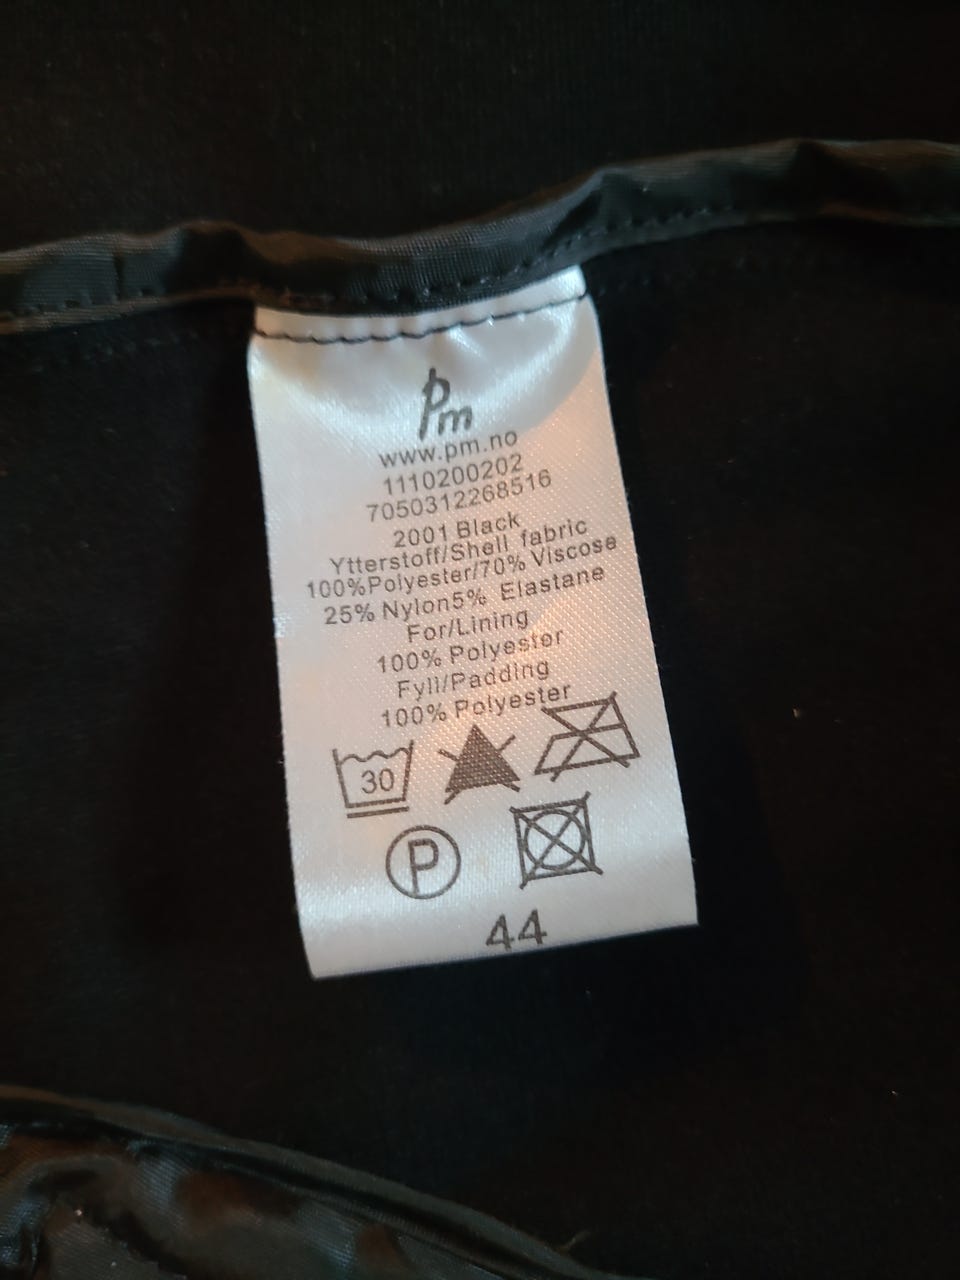 Pm
www.pm.no
1110200202
7050312268516
2001 Black
Ytterstoff/Shell fabric
100%Polyester/70% Viscose
25% Nylon5% Elastane
For/Lining
100% Polyester
Fyll/Padding
100% Polyester
30
P
44